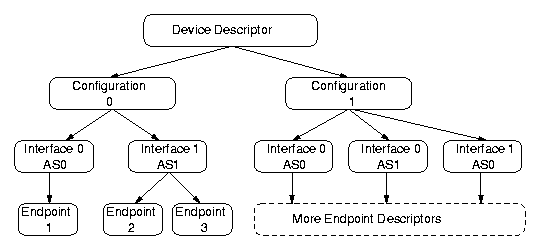 Device Descriptor
Configuration
0
Configuration
1
Interface 0
AS0
Interface 1
AS1
Interface 0
AS0
Interface 0
AS1
Interface 1
AS0
Endpoint
1
Endpoint
2
Endpoint
3
More Endpoint Descriptors